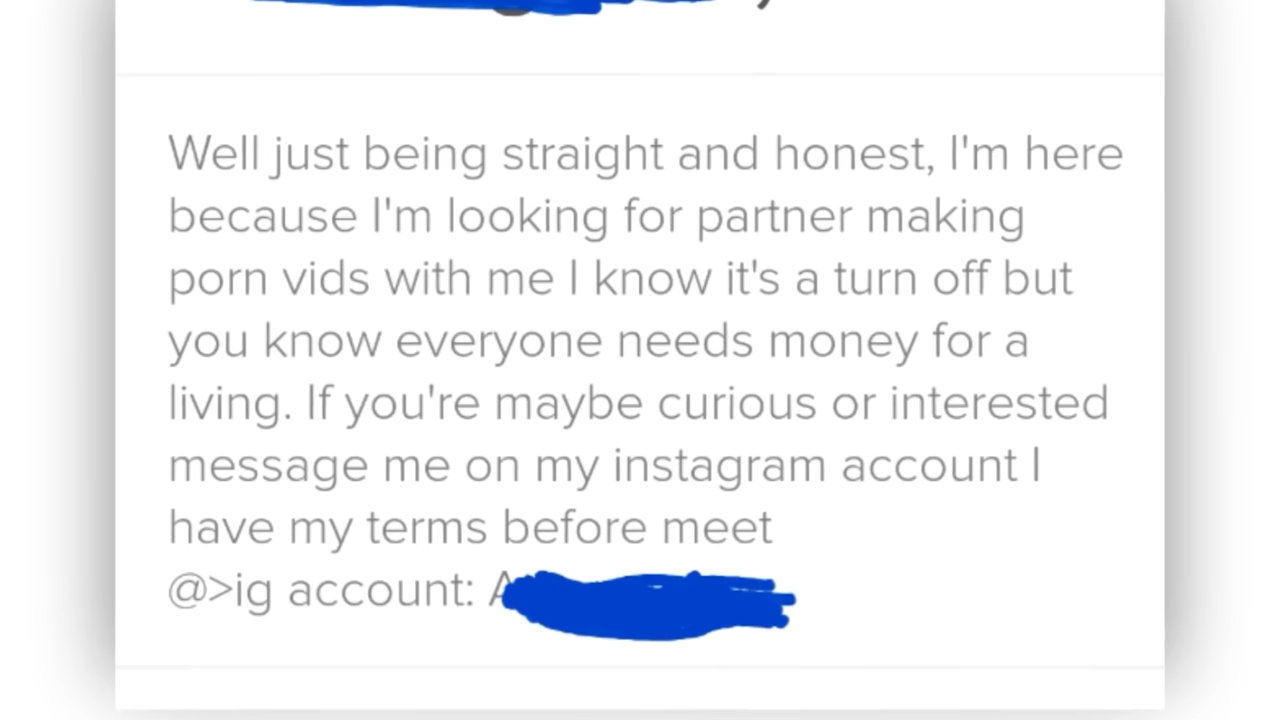 Well just being straight and honest, I'm here
because I'm looking for partner making
porn vids with me I know it's a turn off but
you know everyone needs money for a
living. If you're maybe curious or interested
message me on my instagram account I
have my terms before meet
@>ig account: